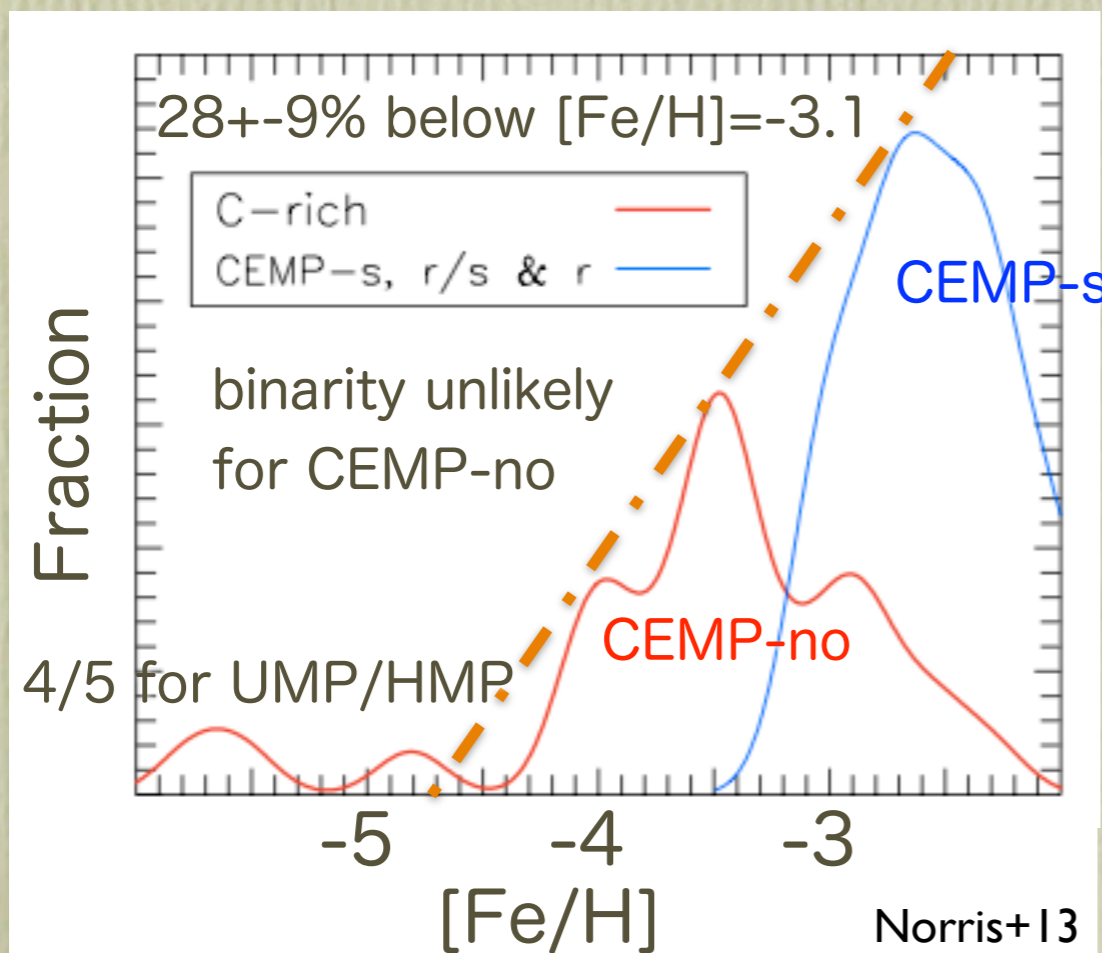 28+-9% below [Fe/H]=-3.1
C-rich
CEMP-s, r/s & r
CEMP-s
Fraction
binarity unlikely
for CEMP-no
CEMP-no
4/5 for UMP/HMP
-5 -4 -3
[Fe/H]
Norris+13